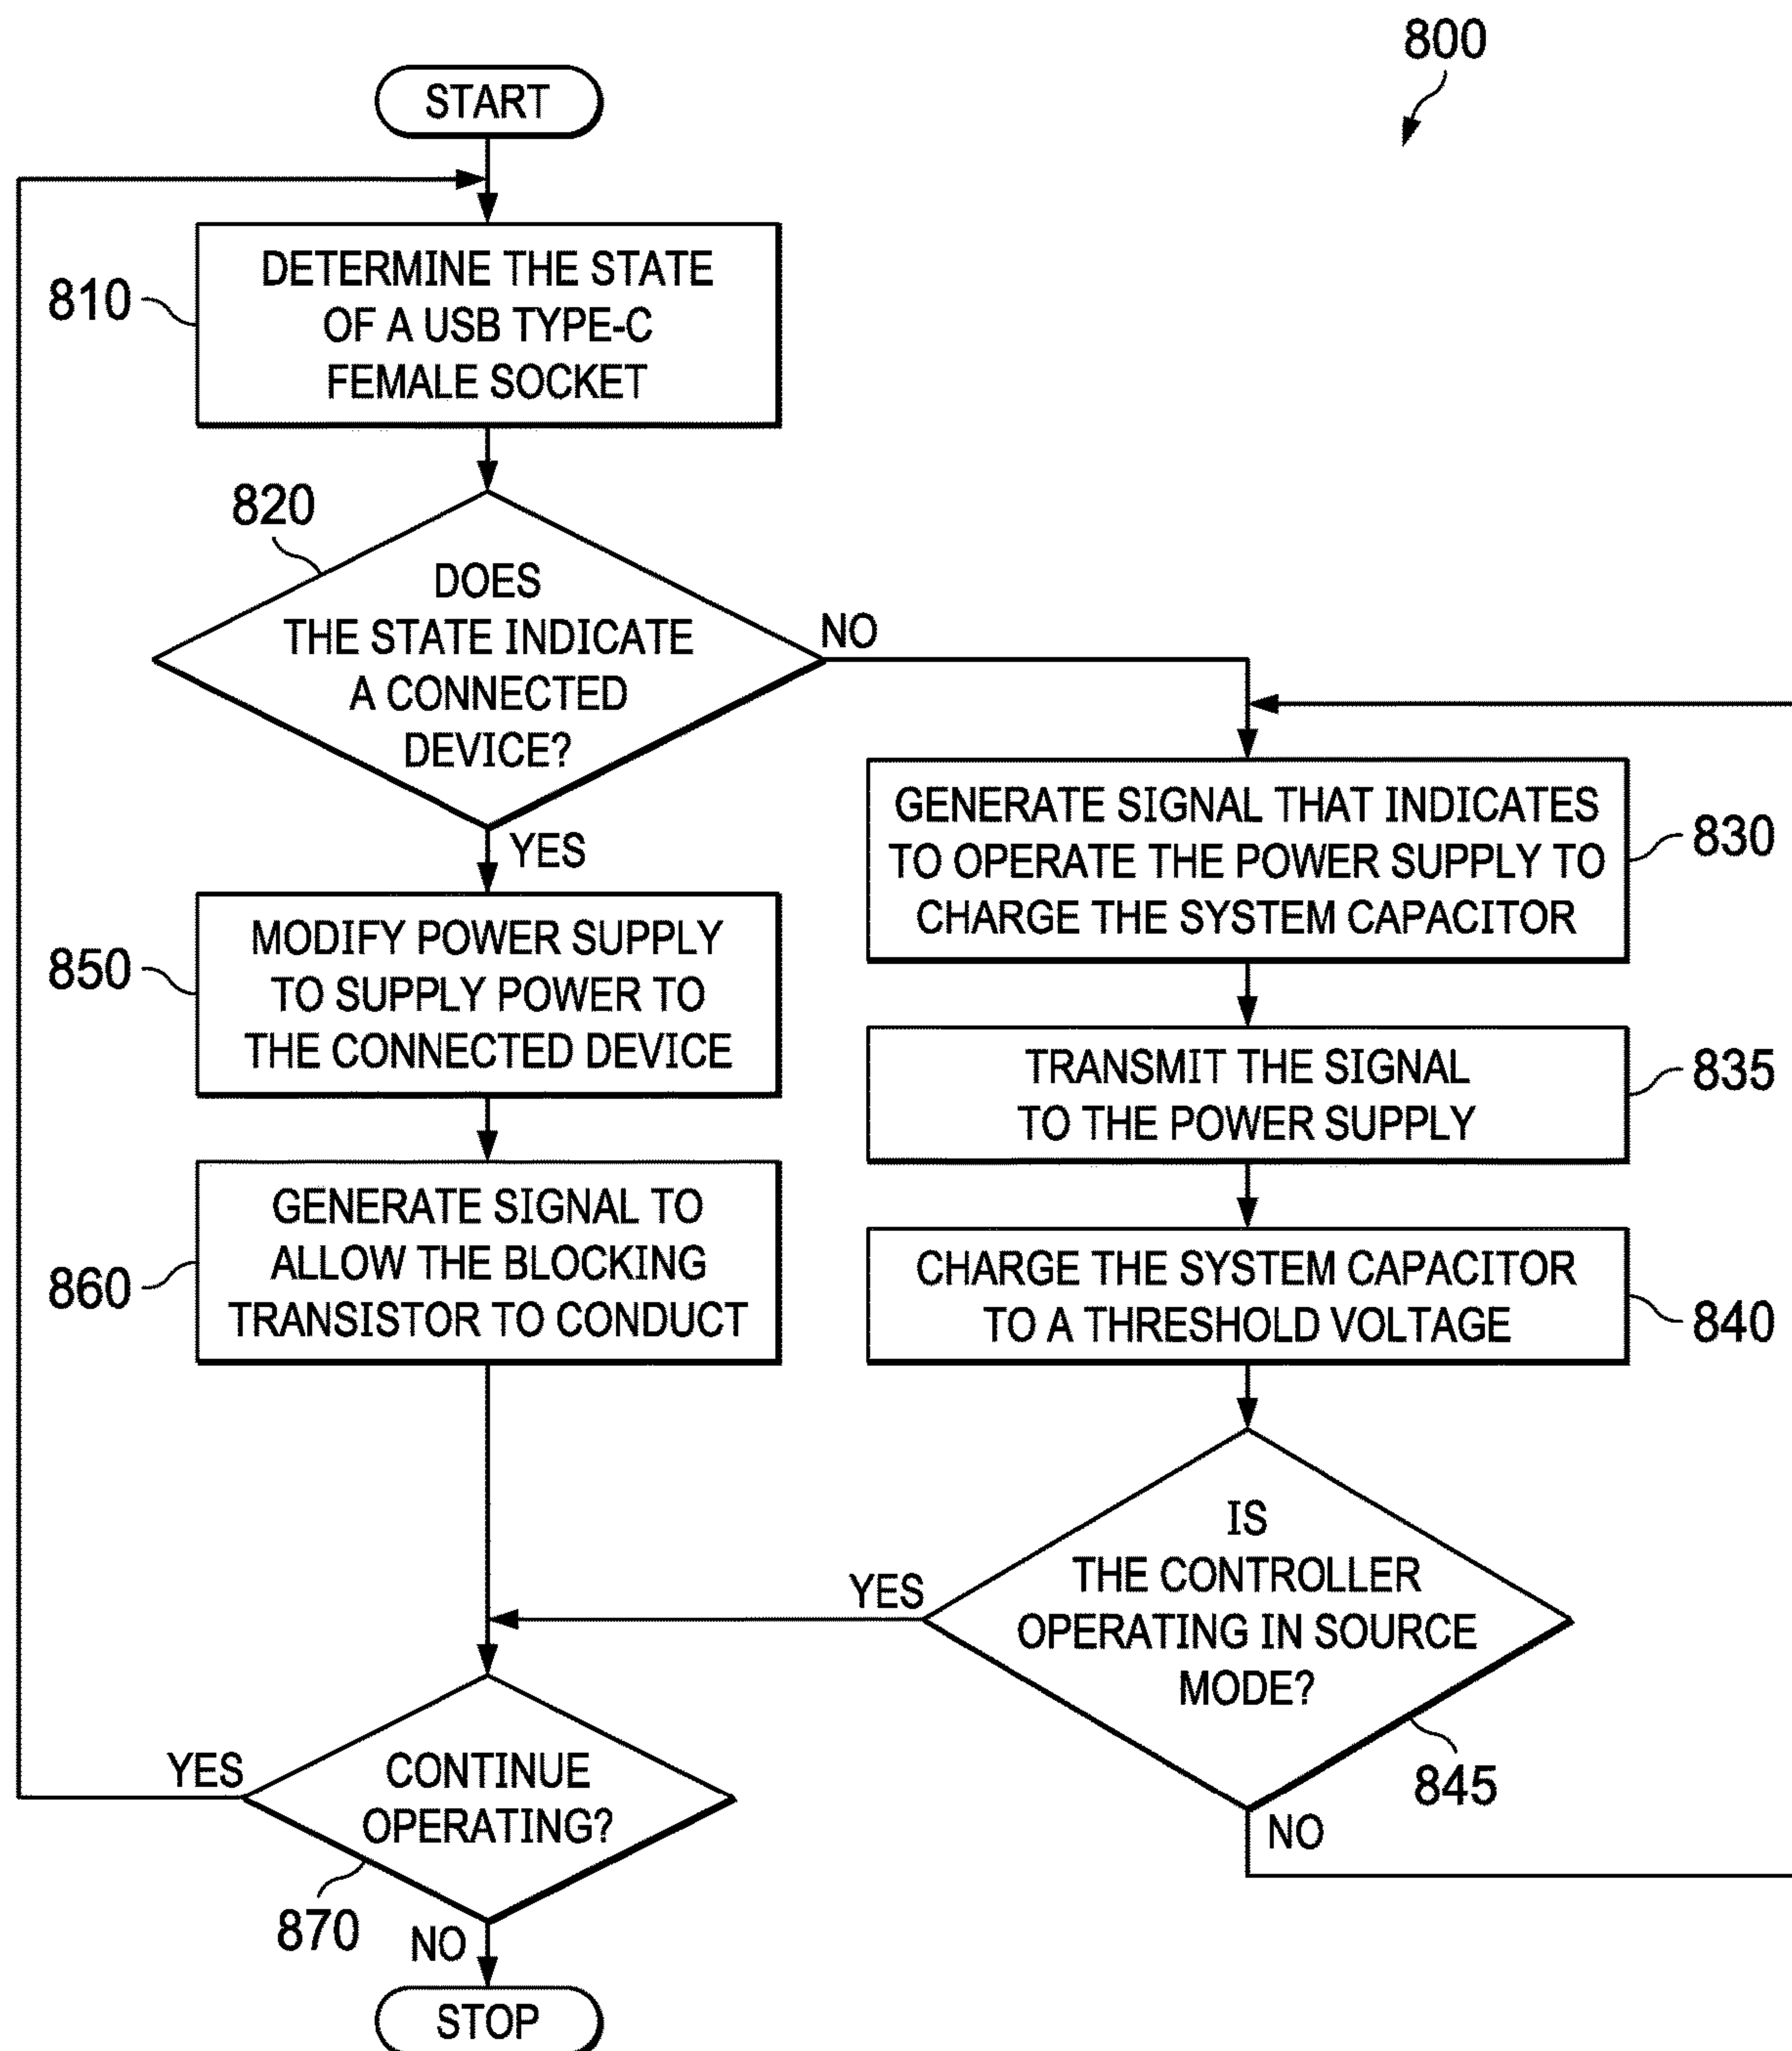 800
START
810
DETERMINE THE STATE
OF A USB TYPE-C
FEMALE SOCKET
820
DOES
THE STATE INDICATE
A CONNECTED
DEVICE?
NO
YES
830
GENERATE SIGNAL THAT INDICATES
TO OPERATE THE POWER SUPPLY TO
CHARGE THE SYSTEM CAPACITOR
850
MODIFY POWER SUPPLY
TO SUPPLY POWER TO
THE CONNECTED DEVICE
835
TRANSMIT THE SIGNAL
TO THE POWER SUPPLY
860
GENERATE SIGNAL TO
ALLOW THE BLOCKING
TRANSISTOR TO CONDUCT
840
CHARGE THE SYSTEM CAPACITOR
TO A THRESHOLD VOLTAGE
IS
THE CONTROLLER
OPERATING IN SOURCE
MODE?
YES
845
NO
YES
CONTINUE
OPERATING?
870
NO
STOP